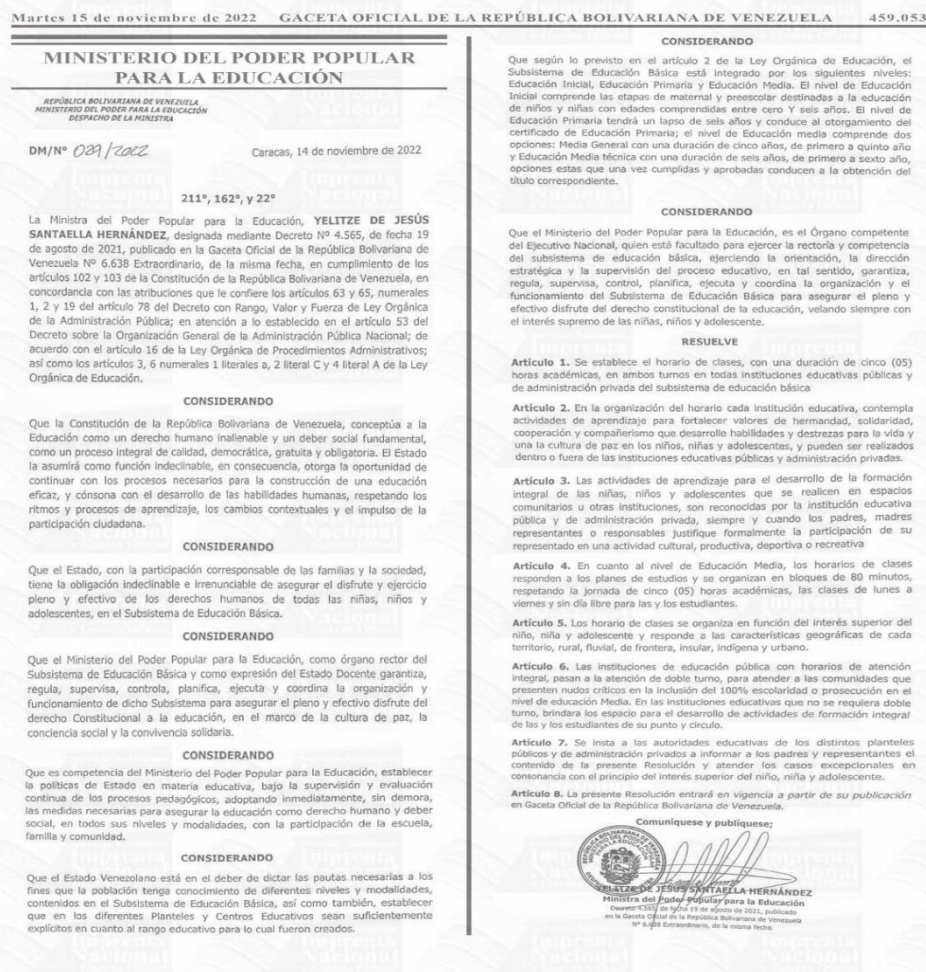 Martes 15 de noviembre de 2022 GACETA OFICIAL DE LA REPÚBLICA BOLIVARIANA DE VENEZUELA 459.053
MINISTERIO DEL PODER POPULAR
PARA LA EDUCACIÓN
REPÚBLICA BOLIVARIANA DE VENEZUELA
MINISTERIO DEL PODER PARA LA EDUCACIÓN
DESPACHO DE LA MINISTRA
DM/N° 029/2022 Caracas, 14 de noviembre de 2022
211°, 162°, y 22°
La Ministra del Poder Popular para la Educación, YELITZE DE JESÚS
SANTAELLA HERNÁNDEZ, designada mediante Decreto Nº 4.565, de fecha 19
de agosto de 2021, publicado en la Gaceta Oficial de la República Bolivariana de
Venezuela Nº 6.638 Extraordinario, de la misma fecha, en cumplimiento de los
artículos 102 y 103 de la Constitución de la República Bolivariana de Venezuela, en
concordancia con las atribuciones que le confiere los artículos 63 y 65, numerales
1, 2 y 19 del artículo 78 del Decreto con Rango, Valor y Fuerza de Ley Orgánica
de la Administración Pública; en atención a lo establecido en el artículo 53 del
Decreto sobre la Organización General de la Administración Pública Nacional; de
acuerdo con el artículo 16 de la Ley Orgánica de Procedimientos Administrativos;
así como los artículos 3, 6 numerales 1 literales a, 2 literal C y 4 literal A de la Ley
Orgánica de Educación.
CONSIDERANDO
Que la Constitución de la República Bolivariana de Venezuela, conceptúa a la
Educación como un derecho humano inalienable y un deber social fundamental,
como un proceso integral de calidad, democrática, gratuita y obligatoria. El Estado
la asumirá como función indeclinable, en consecuencia, otorga la oportunidad de
continuar con los procesos necesarios para la construcción de una educación
eficaz, y cónsona con el desarrollo de las habilidades humanas, respetando los
ritmos y procesos de aprendizaje, los cambios contextuales y el impulso de la
participación ciudadana.
CONSIDERANDO
Que el Estado, con la participación corresponsable de las familias y la sociedad,
tiene la obligación indeclinable e irrenunciable de asegurar el disfrute y ejercicio
pleno y efectivo de los derechos humanos de todas las niñas, niños y
adolescentes, en el Subsistema de Educación Básica.
CONSIDERANDO
Que el Ministerio del Poder Popular para la Educación, como órgano rector del
Subsistema de Educación Básica y como expresión del Estado Docente garantiza,
regula, supervisa, controla, planifica, ejecuta y coordina la organización y
funcionamiento de dicho Subsistema para asegurar el pleno y efectivo disfrute del
derecho Constitucional a la educación, en el marco de la cultura de paz, la
conciencia social y la convivencia solidaria.
CONSIDERANDO
Que es competencia del Ministerio del Poder Popular para la Educación, establecer
la políticas de Estado en materia educativa, bajo la supervisión y evaluación
continua de los procesos pedagógicos, adoptando inmediatamente, sin demora,
las medidas necesarias para asegurar la educación como derecho humano y deber
social, en todos sus niveles y modalidades, con la participación de la escuela,
familia y comunidad.
CONSIDERANDO
Que el Estado Venezolano está en el deber de dictar las pautas necesarias a los
fines que la población tenga conocimiento de diferentes niveles y modalidades,
contenidos en el Subsistema de Educación Básica, así como también, establecer
que en los diferentes Planteles y Centros Educativos sean suficientemente
explícitos en cuanto al rango educativo para lo cual fueron creados.
CONSIDERANDO
Que según lo previsto en el artículo 2 de la Ley Orgánica de Educación, el
Subsistema de Educación Básica está integrado por los siguientes niveles:
Educación Inicial, Educación Primaria y Educación Media. El nivel de Educación
Inicial comprende las etapas de maternal y preescolar destinadas a la educación
de niños y niñas con edades comprendidas entre cero Y seis años. El nivel de
Educación Primaria tendrá un lapso de seis años y conduce al otorgamiento del
certificado de Educación Primaria; el nivel de Educación media comprende dos
opciones: Media General con una duración de cinco años, de primero a quinto año
y Educación Media técnica con una duración de seis años, de primero a sexto año,
opciones estas que una vez cumplidas y aprobadas conducen a la obtención del
título correspondiente.
CONSIDERANDO
Que el Ministerio del Poder Popular para la Educación, es el Órgano competente
del Ejecutivo Nacional, quien está facultado para ejercer la rectoría y competencia
del subsistema de educación básica, ejerciendo la orientación, la dirección
estratégica y la supervisión del proceso educativo, en tal sentido, garantiza,
regula, supervisa, control, planifica, ejecuta y coordina la organización y el
funcionamiento del Subsistema de Educación Básica para asegurar el pleno y
efectivo disfrute del derecho constitucional de la educación, velando siempre con
el interés supremo de las niñas, niños y adolescente.
RESUELVE
Artículo 1. Se establece el horario de clases, con una duración de cinco (05)
horas académicas, en ambos turnos en todas instituciones educativas públicas y
de administración privada del subsistema de educación básica
Artículo 2. En la organización del horario cada institución educativa, contempla
actividades de aprendizaje para fortalecer valores de hermandad, solidaridad,
cooperación y compañerismo que desarrolle habilidades y destrezas para la vida y
una la cultura de paz en los niños, niñas y adolescentes, y pueden ser realizados
dentro o fuera de las instituciones educativas públicas y administración privadas.
Artículo 3. Las actividades de aprendizaje para el desarrollo de la formación
integral de las niñas, niños y adolescentes que se realicen en espacios
comunitarios u otras instituciones, son reconocidas por la institución educativa
pública y de administración privada, siempre y cuando los padres, madres
representantes o responsables justifique formalmente la participación de su
representado en una actividad cultural, productiva, deportiva o recreativa
Artículo 4. En cuanto al nivel de Educación Media, los horarios de clases
responden a los planes de estudios y se organizan en bloques de 80 minutos,
respetando la jornada de cinco (05) horas académicas, las clases de lunes a
viernes y sin día libre para las y los estudiantes.
Artículo 5. Los horario de clases se organiza en función del interés superior del
niño, niña y adolescente y responde a las características geográficas de cada
territorio, rural, fluvial, de frontera, insular, indígena y urbano.
Artículo 6. Las instituciones de educación pública con horarios de atención
integral, pasan a la atención de doble turno, para atender a las comunidades que
presenten nudos críticos en la inclusión del 100% escolaridad o prosecución en el
nivel de educación Media. En las instituciones educativas que no se requiera doble
turno, brindara los espacio para el desarrollo de actividades de formación integral
de las y los estudiantes de su punto y círculo.
Artículo 7. Se insta a las autoridades educativas de los distintos planteles
públicos y de administración privados a informar a los padres y representantes el
contenido de la presente Resolución y atender los casos excepcionales en
consonancia con el principio del interés superior del niño, niña y adolescente.
Artículo 8. La presente Resolución entrará en vigencia a partir de su publicación
en Gaceta Oficial de la República Bolivariana de Venezuela.
Comuníquese y publíquese;
YELITZE DE JESÚS SANTAELLA HERNÁNDEZ
Ministra del Poder Popular para la Educación
Decreto 4.565, de fecha 19 de agosto de 2021, publicado
en la Gaceta Oficial de la República Bolivariana de Venezuela
Nº 6.638 Extraordinario, de la misma fecha